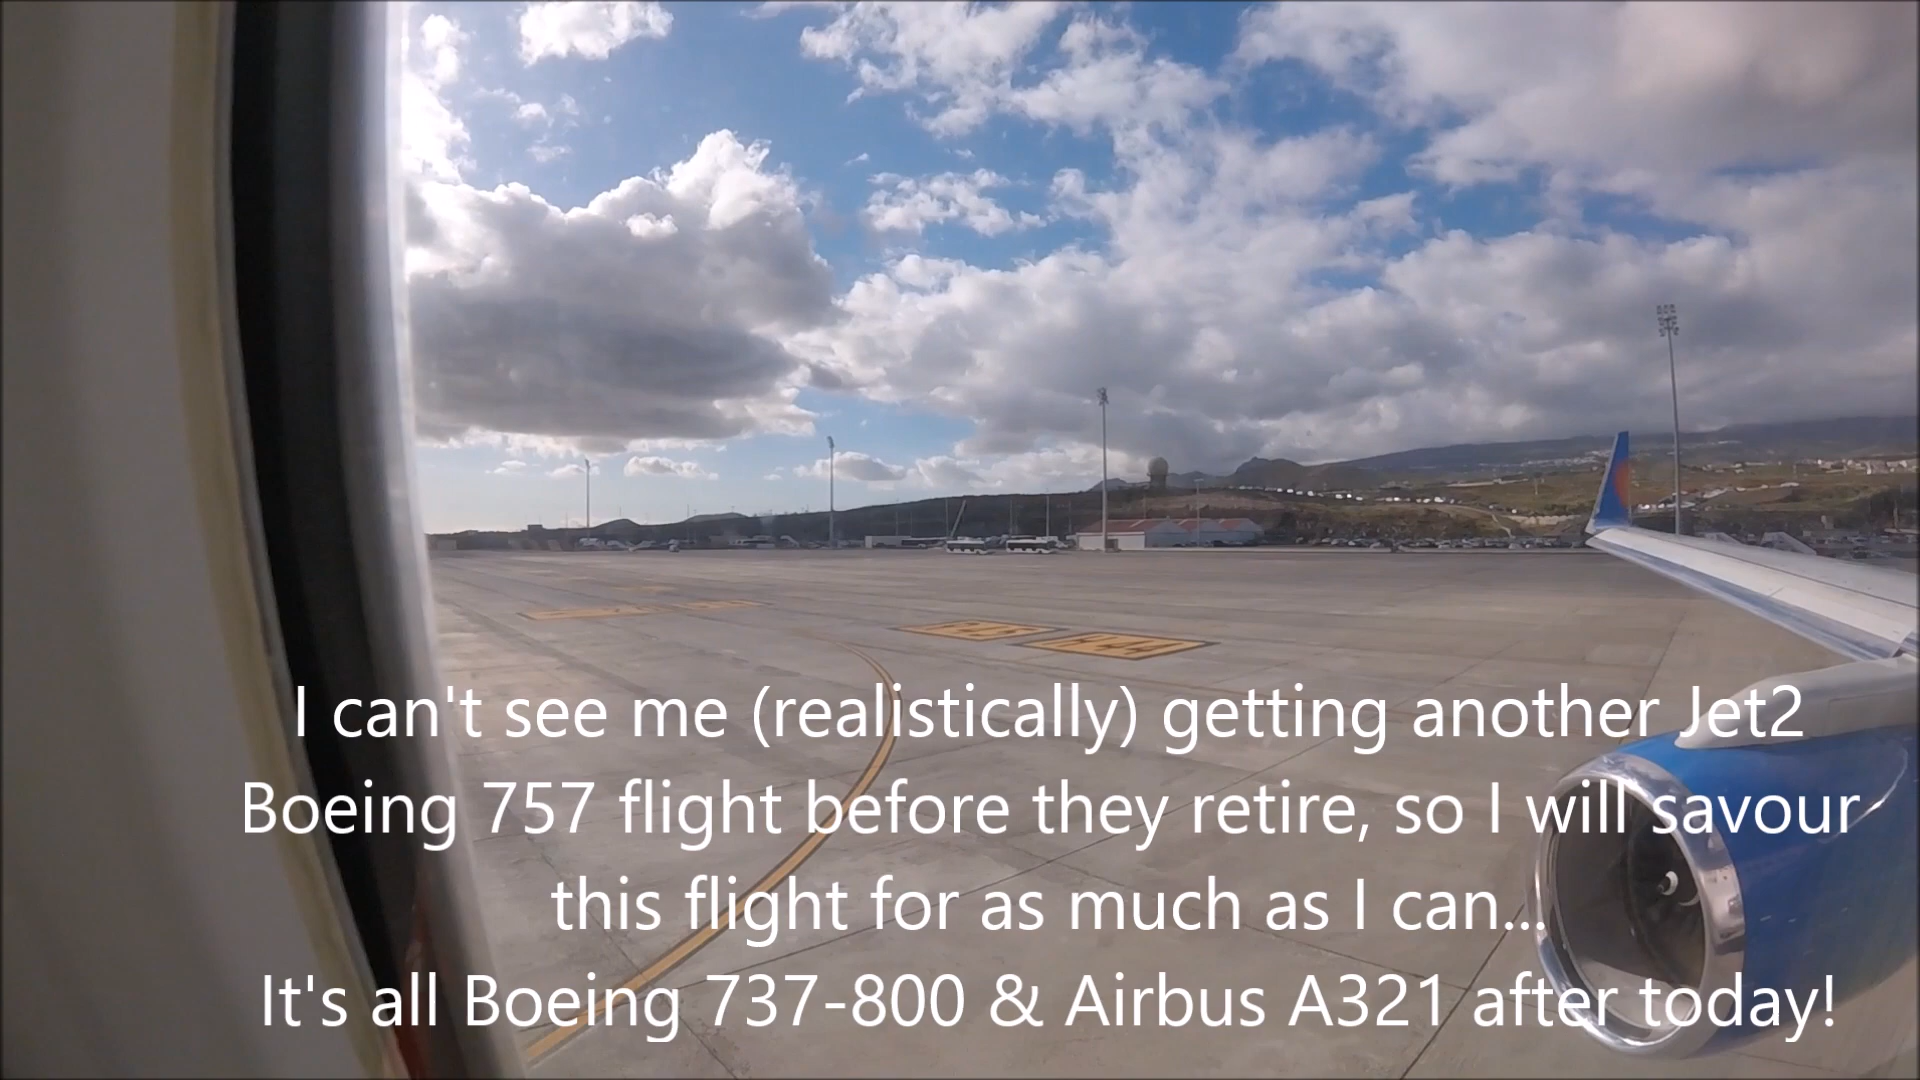 I can't see me (realistically) getting another Jet2
Boeing 757 flight before they retire, so I will savour
this flight for as much as I can...
It's all Boeing 737-800 & Airbus A321 after today!